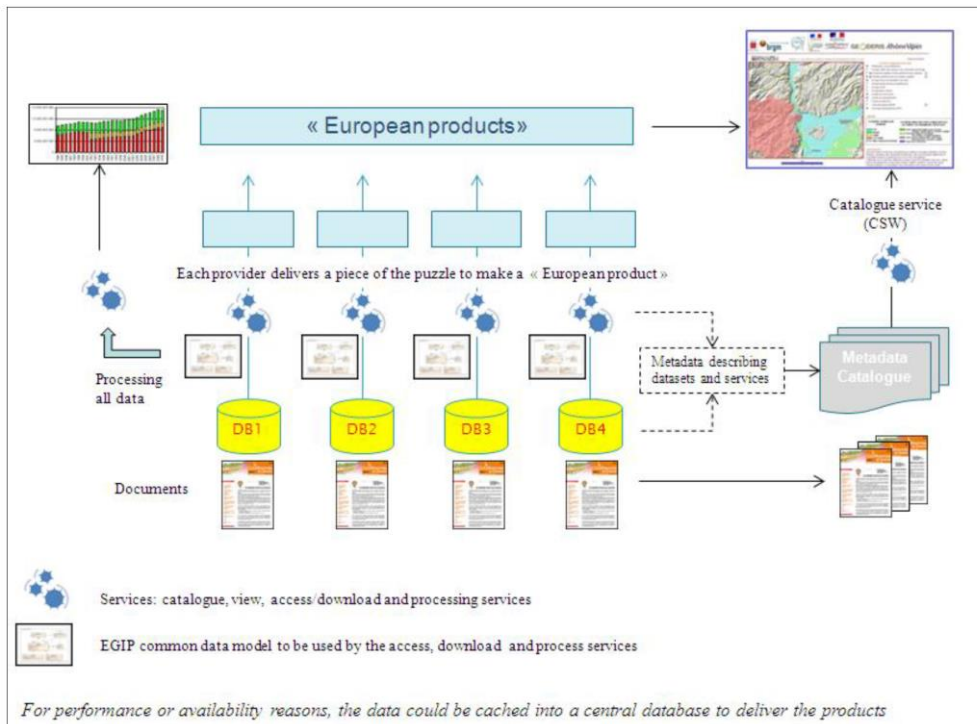 « European products»
Catalogue service
(CSW)
Each provider delivers a piece of the puzzle to make a « European product »
Metadata describing
datasets and services
Metadata
Catalogue
Processing
all data
DB1
DB2
DB3
DB4
Documents
Services: catalogue, view, access/download and processing services
EGIP common data model to be used by the access, download and process services
For performance or availability reasons, the data could be cached into a central database to deliver the products